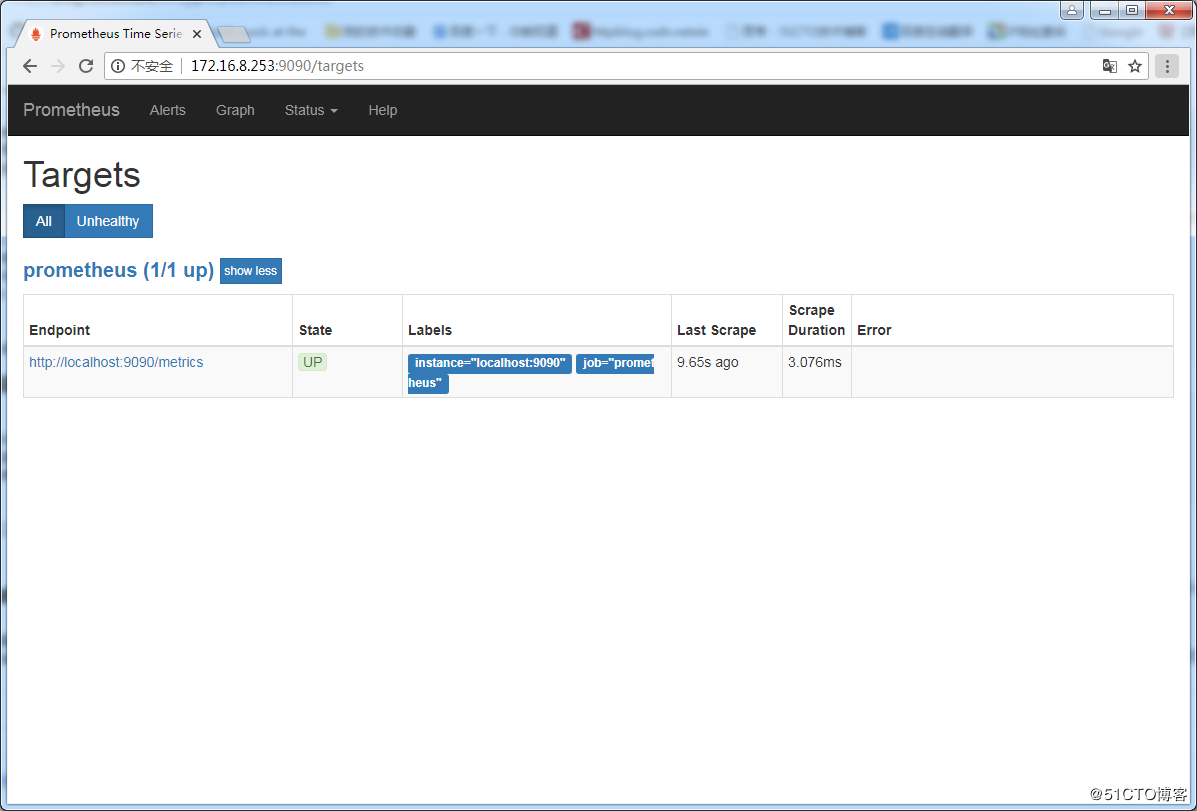 Prometheus Time Serie
不安全 172.16.8.253:9090/targets
Prometheus Alerts Graph Status Help
Targets
All Unhealthy
prometheus (1/1 up) show less
Endpoint State Labels Last Scrape Scrape Duration Error
http://localhost:9090/metrics UP instance="localhost:9090" job="promet 9.65s ago 3.076ms
heus"
@51CTO博客